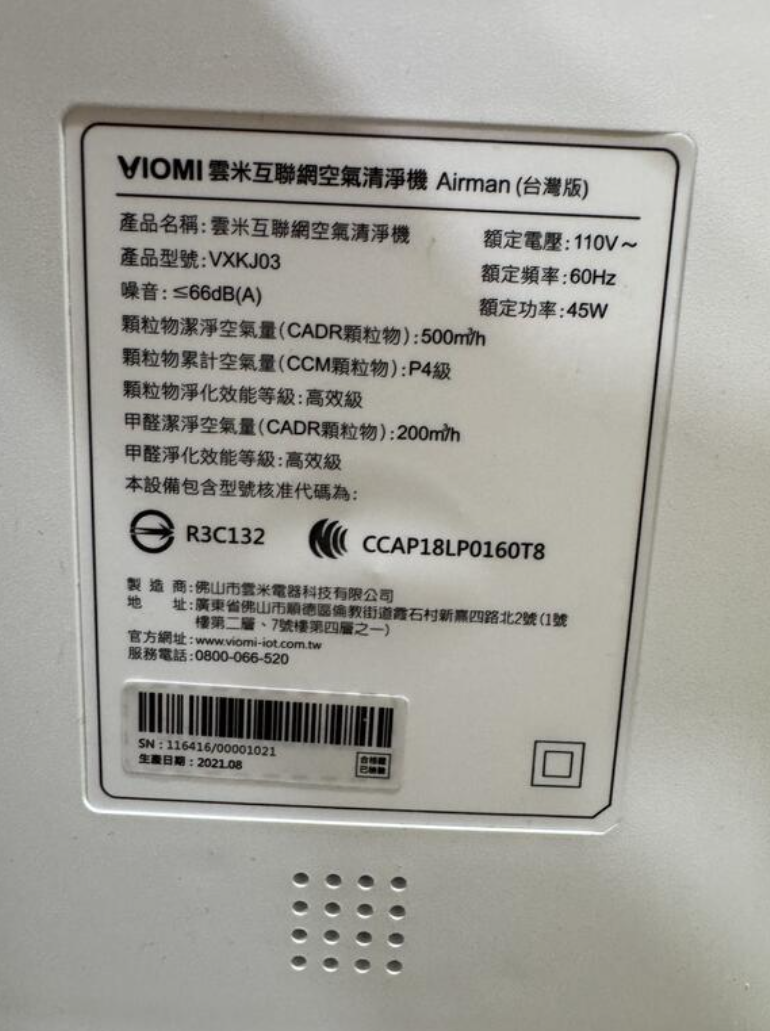 VIOMI 雲米互聯網空氣清淨機 Airman (台灣版)
產品名稱:雲米互聯網空氣清淨機
額定電壓:110V~
產品型號:VXKJ03
額定頻率:60Hz
噪音:≤66dB(A)
額定功率:45W
顆粒物潔淨空氣量(CADR顆粒物):500m³/h
顆粒物累計空氣量(CCM顆粒物):P4級
顆粒物淨化效能等級:高效級
甲醛潔淨空氣量(CADR顆粒物):200m³/h
甲醛淨化效能等級:高效級
本設備包含型號核准代碼為:
R3C132
CCAP18LP0160T8
製 造 商:佛山市雲米電器科技有限公司
地 址:廣東省佛山市順德區倫教街道霞石村新熹四路北2號(1號
樓第二層、7號樓第四層之一)
官方網址:www.viomi-iot.com.tw
服務電話:0800-066-520
SN:116416/00001021
生產日期:2021.08
已檢驗